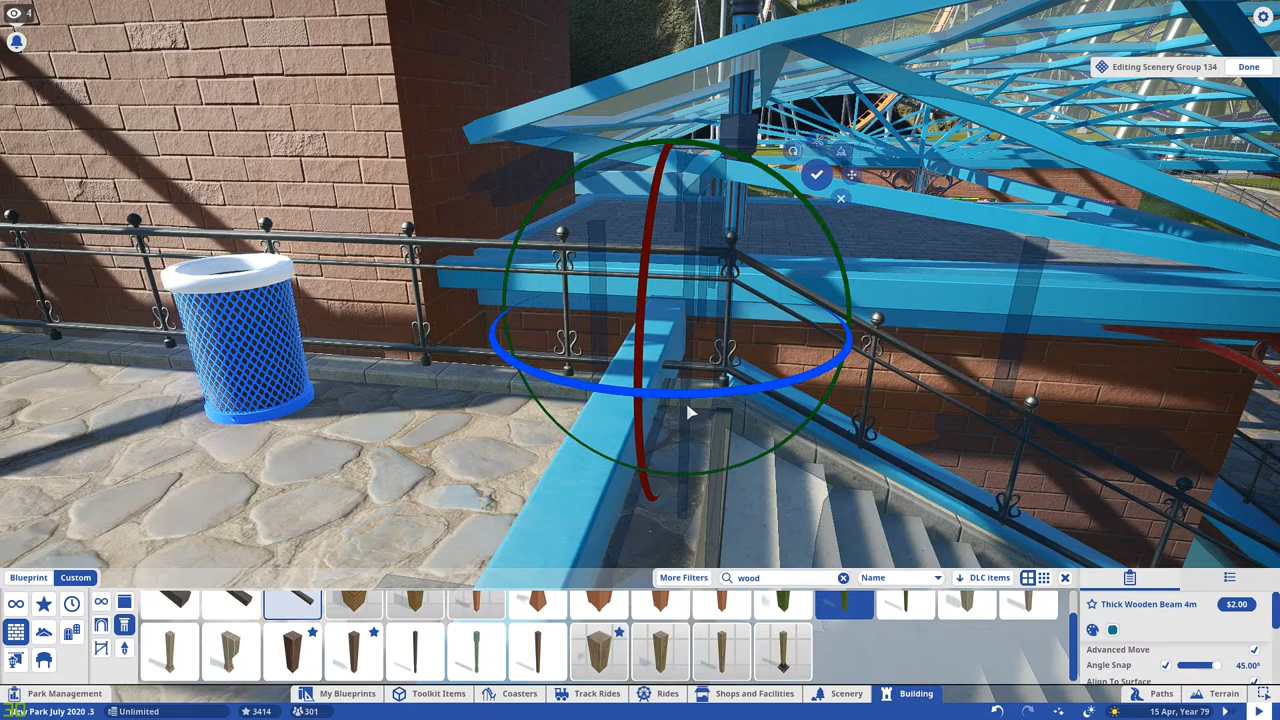 4
Editing Scenery Group 134
Done
Blueprint
Custom
More Filters
wood
Name
DLC items
Thick Wooden Beam 4m
$2.00
Advanced Move
Angle Snap
45.00°
Align To Surface
Park Management
My Blueprints
Toolkit Items
Coasters
Track Rides
Rides
Shops and Facilities
Scenery
Building
Paths
Terrain
New Park July 2020 .3
Unlimited
3414
301
15 Apr, Year 79